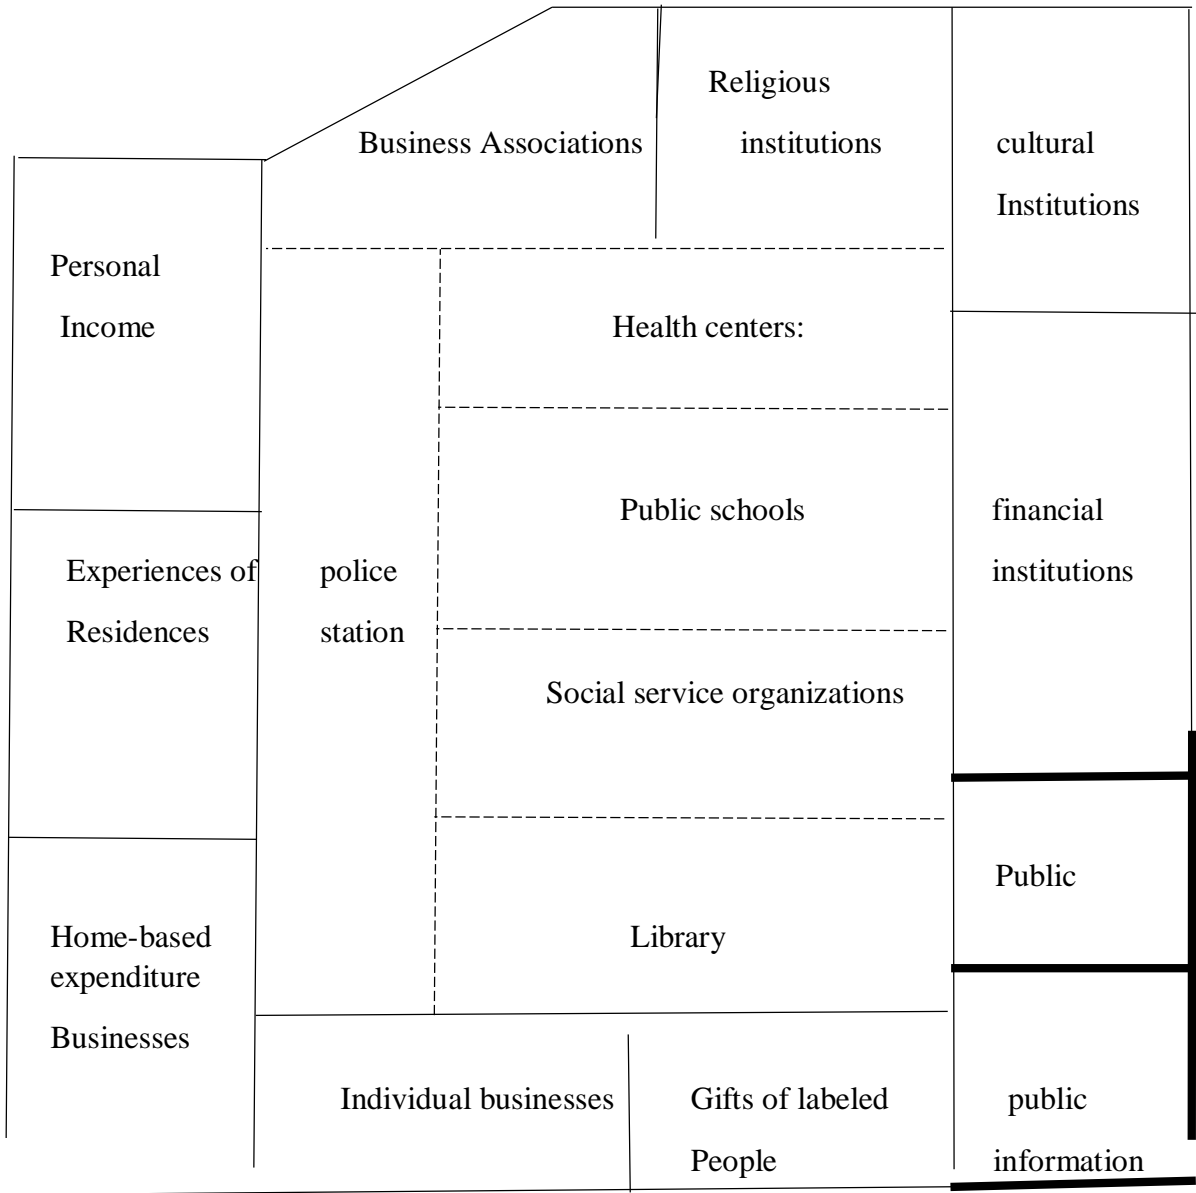 Religious
Business Associations
institutions
cultural
Institutions
Personal
Income
Health centers:
Public schools
financial
institutions
Experiences of
Residences
police
station
Social service organizations
Public
Library
Home-based
expenditure
Businesses
Individual businesses
Gifts of labeled
People
public
information